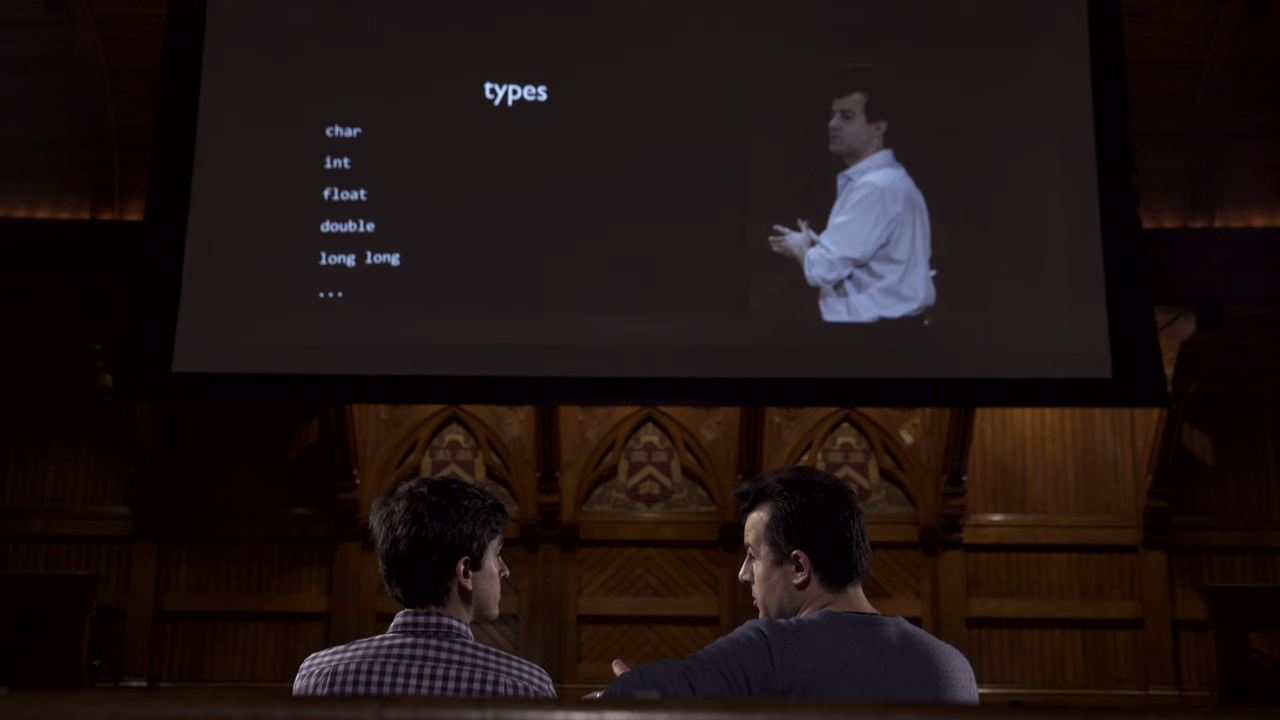 types
char
int
float
double
long long
...